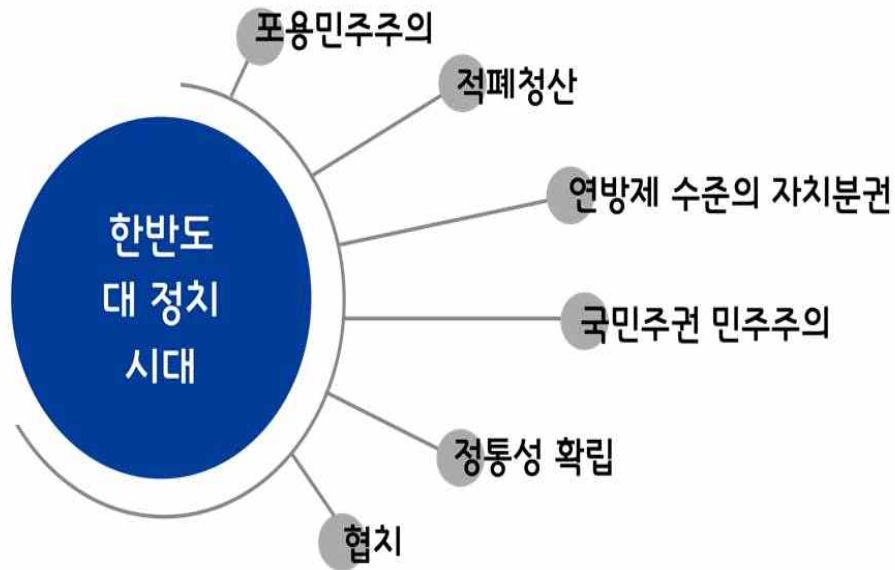 포용민주주의
적폐청산
연방제 수준의 자치분권
한반도
대 정치
시대
국민주권 민주주의
정통성 확립
협치